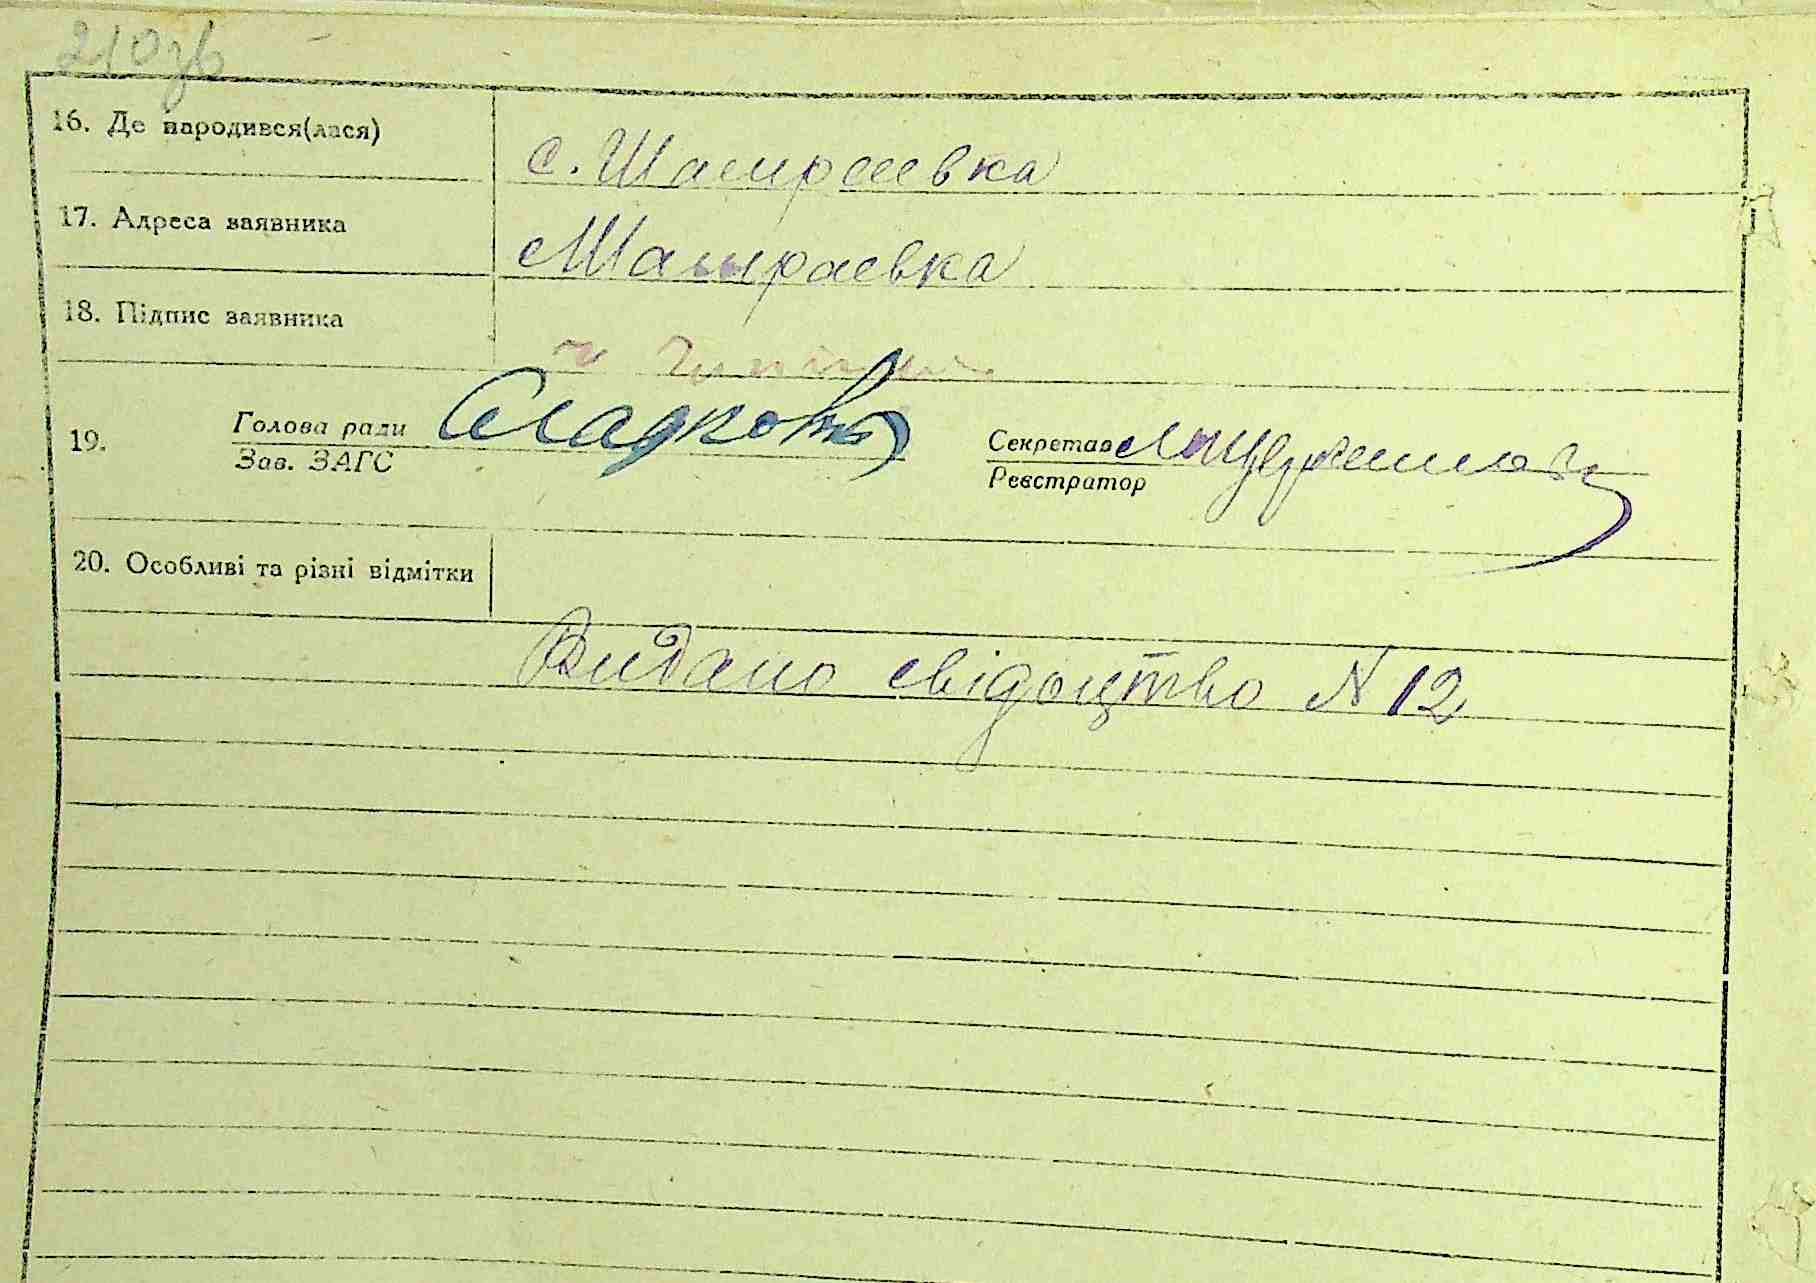 210зв
16. Де народився(лася)
с. Шамраевка
17. Адреса заявника
Шамраевка
18. Підпис заявника
19. Голова ради Сладков Секретар
Зав. ЗАГС Реєстратор
20. Особливі та різні відмітки
Видано свідоцтво N 12